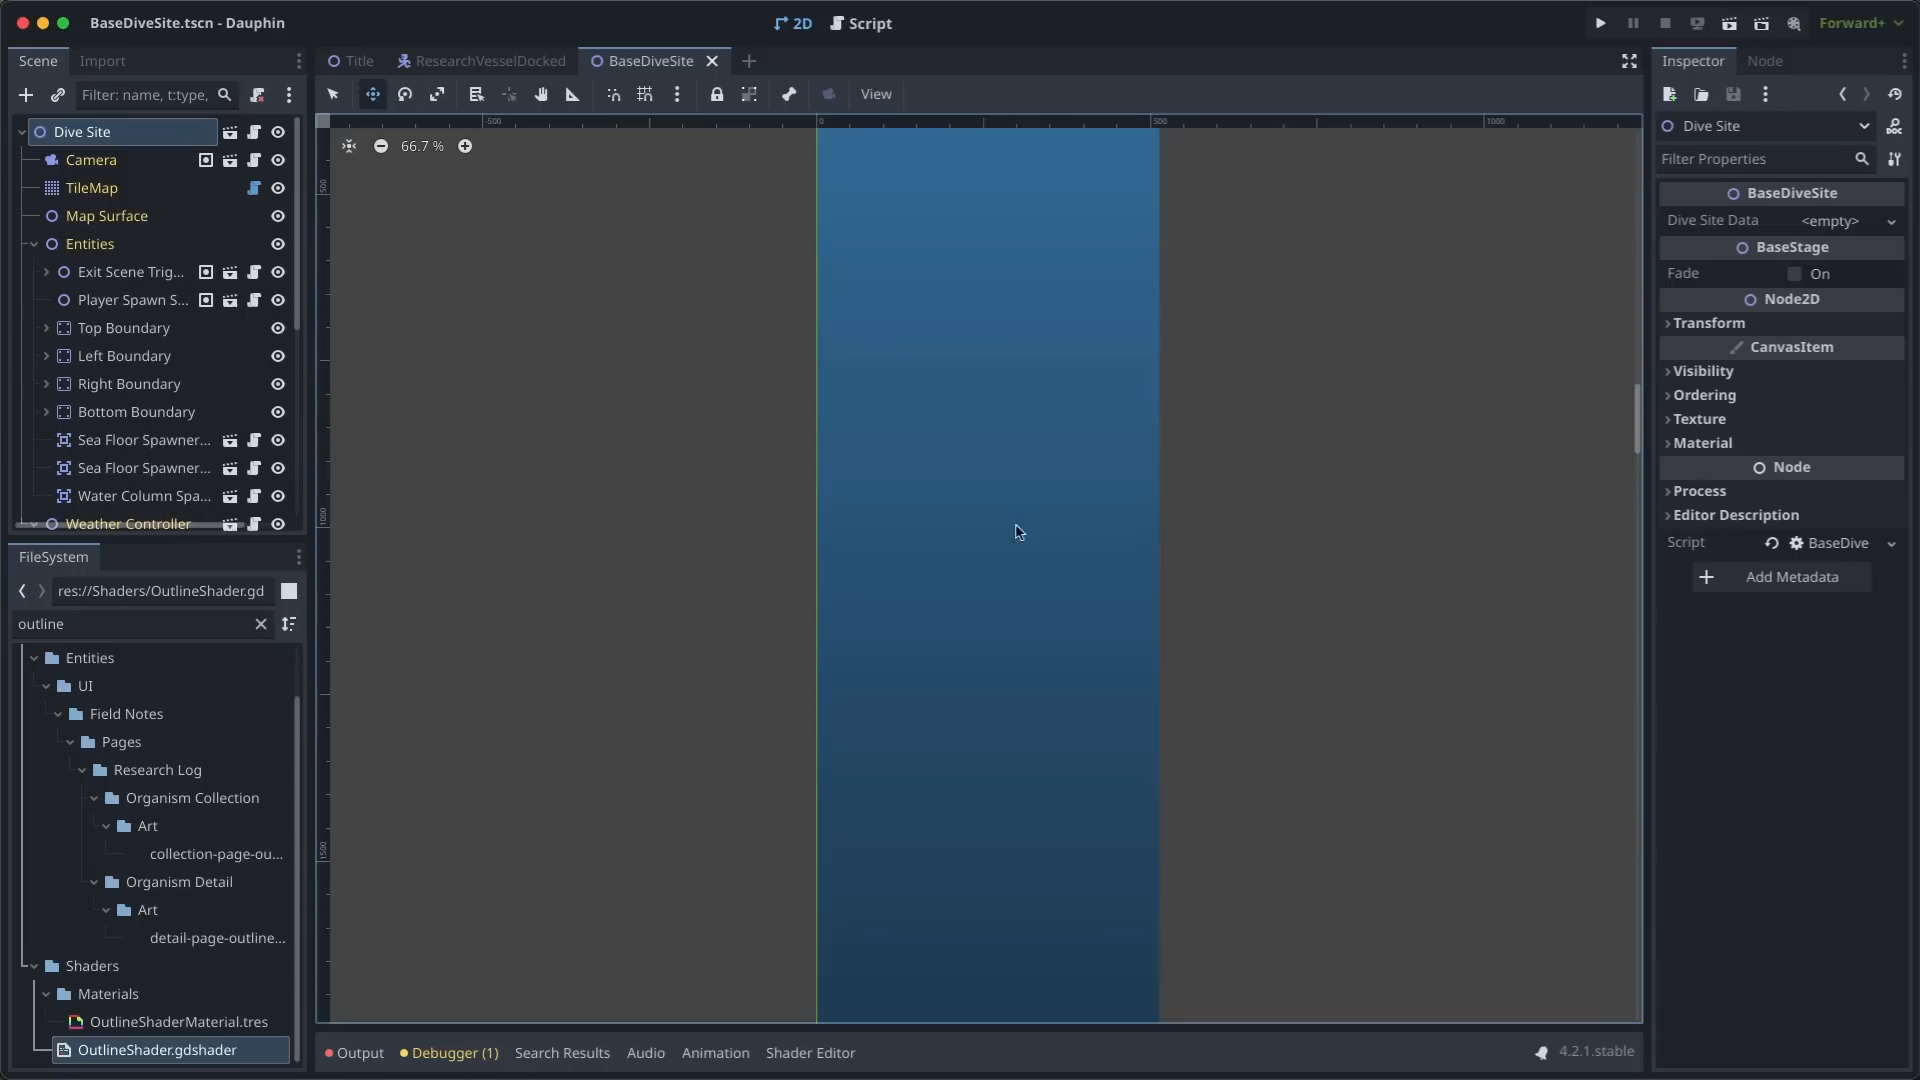 BaseDiveSite.tscn - Dauphin
2D
Script
Forward+
Scene
Import
Filter: name, t:type,
Dive Site
Camera
TileMap
Map Surface
Entities
Exit Scene Trig...
Player Spawn S...
Top Boundary
Left Boundary
Right Boundary
Bottom Boundary
Sea Floor Spawner...
Sea Floor Spawner...
Water Column Spa...
Weather Controller
FileSystem
res://Shaders/OutlineShader.gd
outline
Entities
UI
Field Notes
Pages
Research Log
Organism Collection
Art
collection-page-ou...
Organism Detail
Art
detail-page-outline...
Shaders
Materials
OutlineShaderMaterial.tres
OutlineShader.gdshader
Title
ResearchVesselDocked
BaseDiveSite
View
500
0
500
1000
66.7 %
500
1000
1500
Output
Debugger (1)
Search Results
Audio
Animation
Shader Editor
4.2.1.stable
Inspector
Node
Dive Site
Filter Properties
BaseDiveSite
Dive Site Data
<empty>
BaseStage
Fade
On
Node2D
Transform
CanvasItem
Visibility
Ordering
Texture
Material
Node
Process
Editor Description
Script
BaseDive
Add Metadata